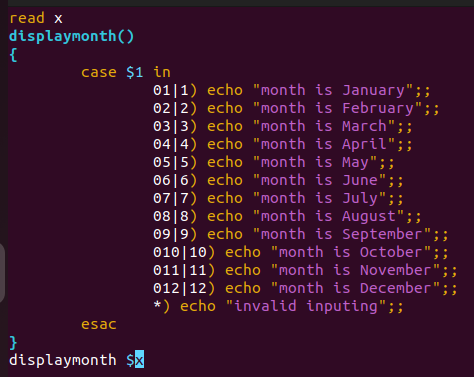 read x
displaymonth()
{
        case $1 in
                01|1) echo "month is January";;
                02|2) echo "month is February";;
                03|3) echo "month is March";;
                04|4) echo "month is April";;
                05|5) echo "month is May";;
                06|6) echo "month is June";;
                07|7) echo "month is July";;
                08|8) echo "month is August";;
                09|9) echo "month is September";;
                010|10) echo "month is October";;
                011|11) echo "month is November";;
                012|12) echo "month is December";;
                *) echo "invalid inputing";;
        esac
}
displaymonth $x